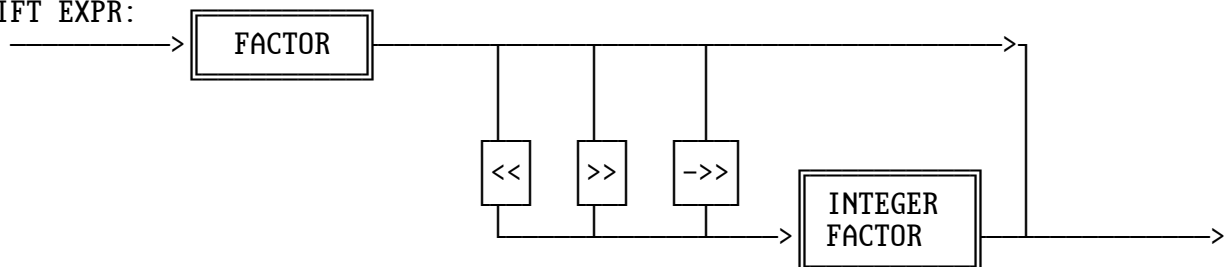 IFT EXPR:
FACTOR
<< >> ->>
INTEGER
FACTOR